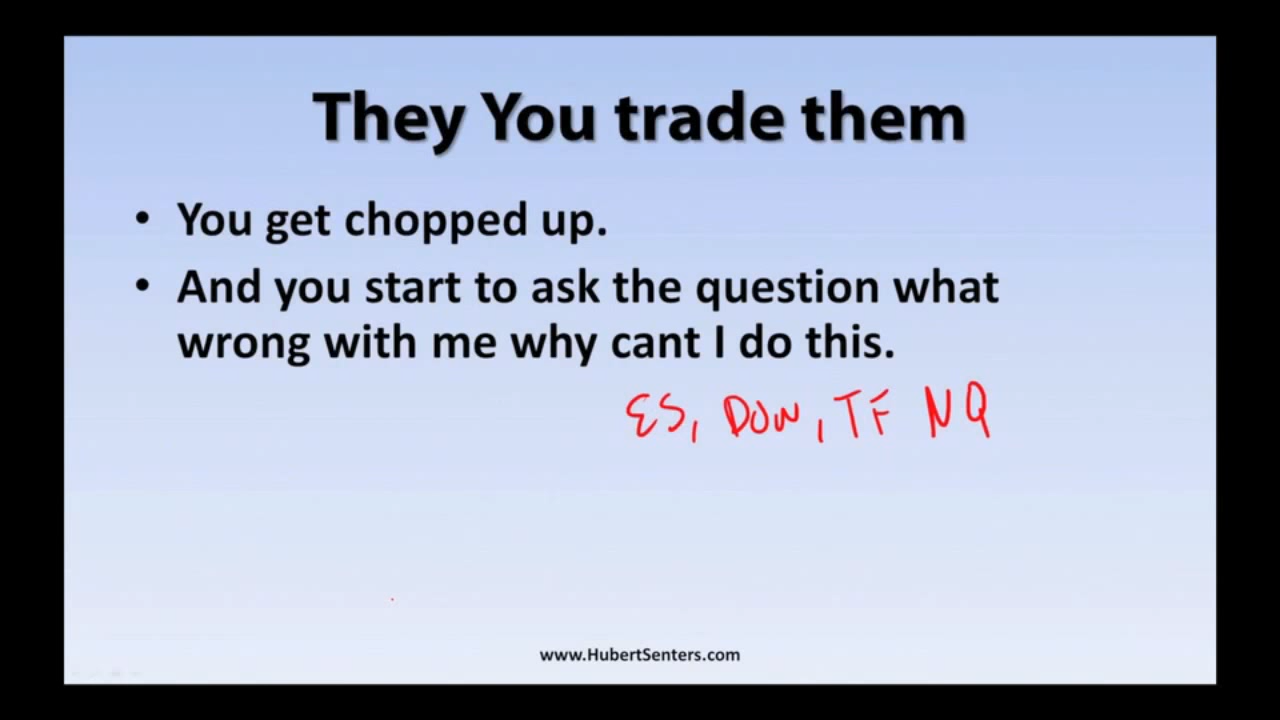 They You trade them
• You get chopped up.
• And you start to ask the question what
wrong with me why cant I do this.
ES, DOW, TF NQ
www.HubertSenters.com